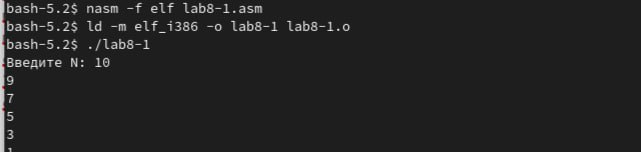 bash-5.2$ nasm -f elf lab8-1.asm
bash-5.2$ ld -m elf_i386 -o lab8-1 lab8-1.o
bash-5.2$ ./lab8-1
Введите N: 10
9
7
5
3
1